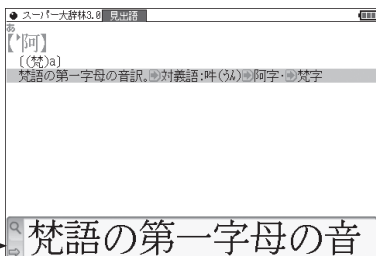 スーパー大辞林3.0 見出語
あ
【阿】
〔(梵)a〕
梵語の第一字母の音訳。➡対義語:吽(うん)➡阿字・➡梵字
梵語の第一字母の音